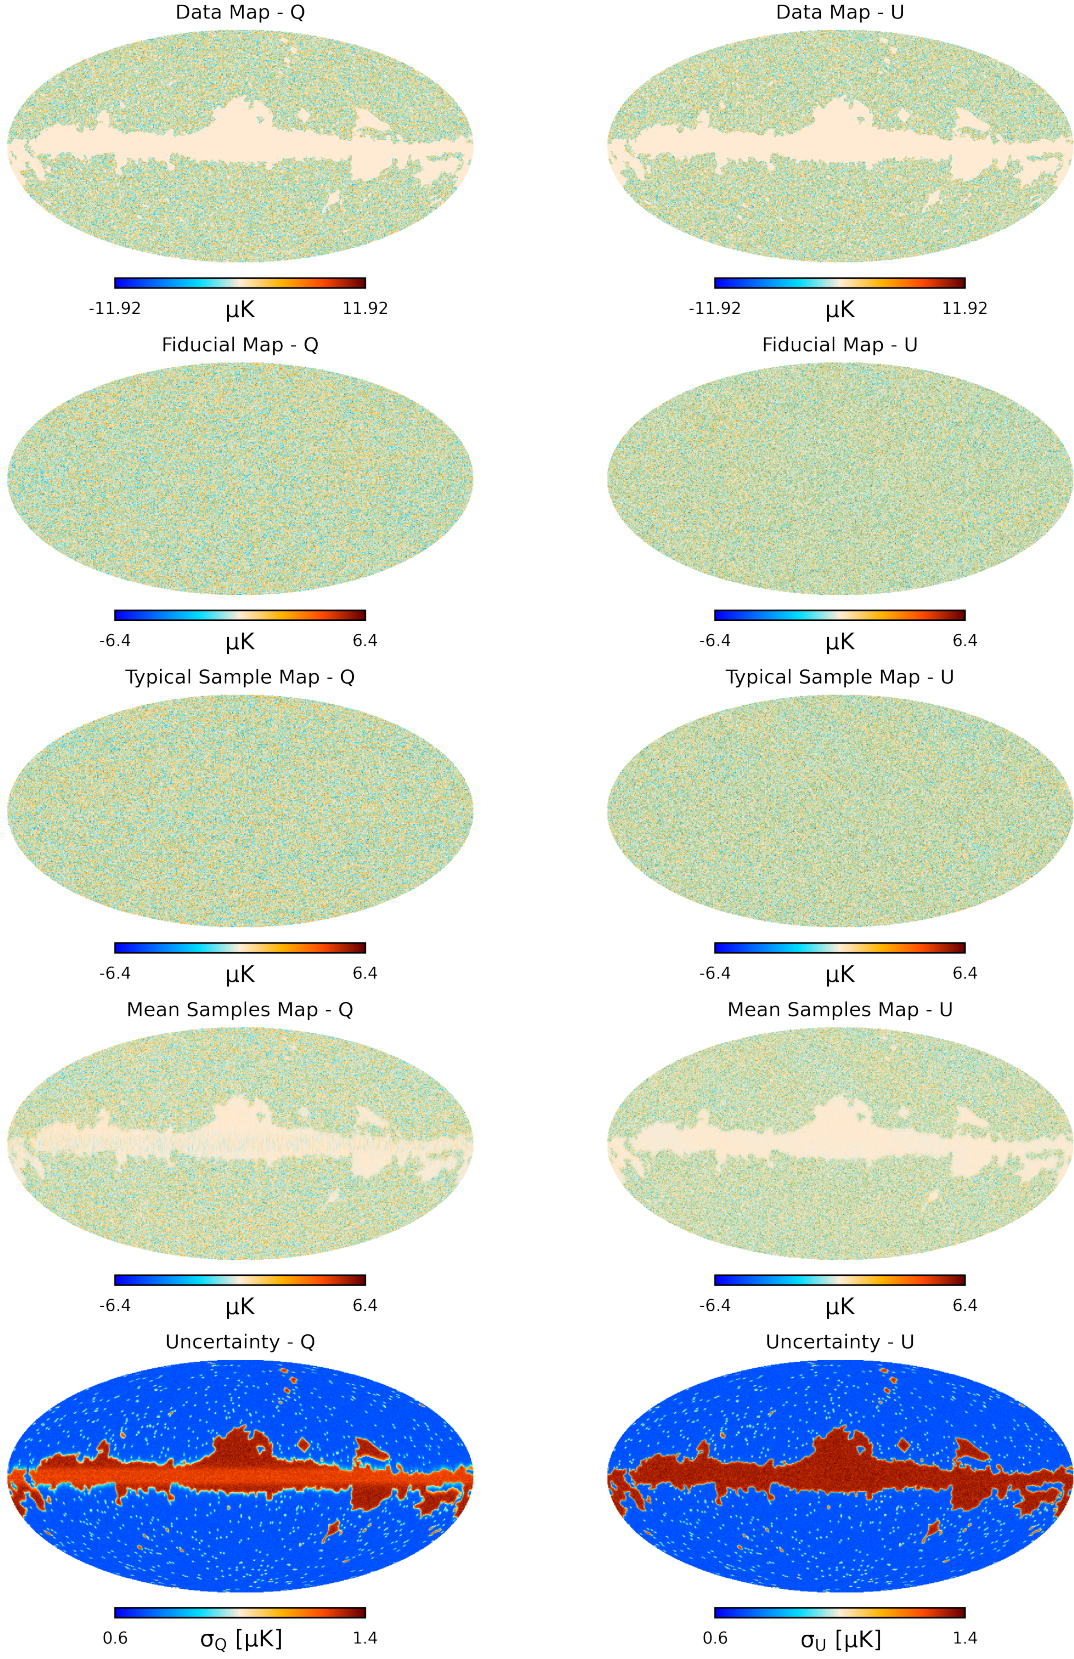 Data Map - Q
Data Map - U
-11.92 μK 11.92
-11.92 μK 11.92
Fiducial Map - Q
Fiducial Map - U
-6.4 μK 6.4
-6.4 μK 6.4
Typical Sample Map - Q
Typical Sample Map - U
-6.4 μK 6.4
-6.4 μK 6.4
Mean Samples Map - Q
Mean Samples Map - U
-6.4 μK 6.4
-6.4 μK 6.4
Uncertainty - Q
Uncertainty - U
0.6 σQ [μK] 1.4
0.6 σU [μK] 1.4